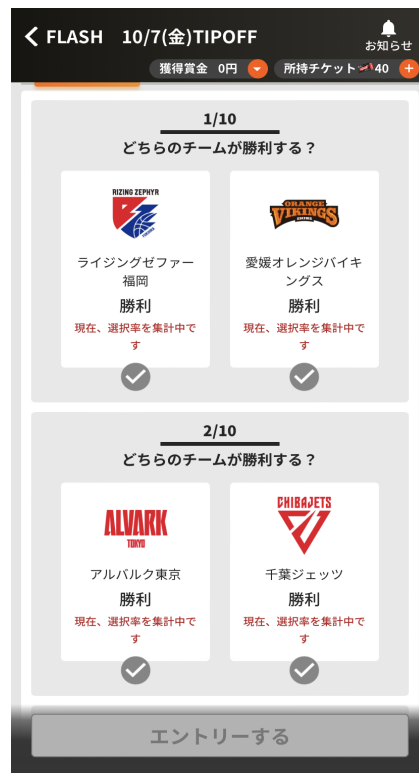 FLASH 10/7(金)TIPOFF
お知らせ
獲得賞金 0円 所持チケット 40
1/10
どちらのチームが勝利する？
RIZING ZEPHYR
ORANGE
VIKINGS
ライジングゼファー
福岡
愛媛オレンジバイキ
ングス
勝利
勝利
現在、選択率を集計中で
す
現在、選択率を集計中で
す
2/10
どちらのチームが勝利する？
ALVARK
TOKYO
CHIBAJETS
アルバルク東京
千葉ジェッツ
勝利
勝利
現在、選択率を集計中で
す
現在、選択率を集計中で
す
エントリーする